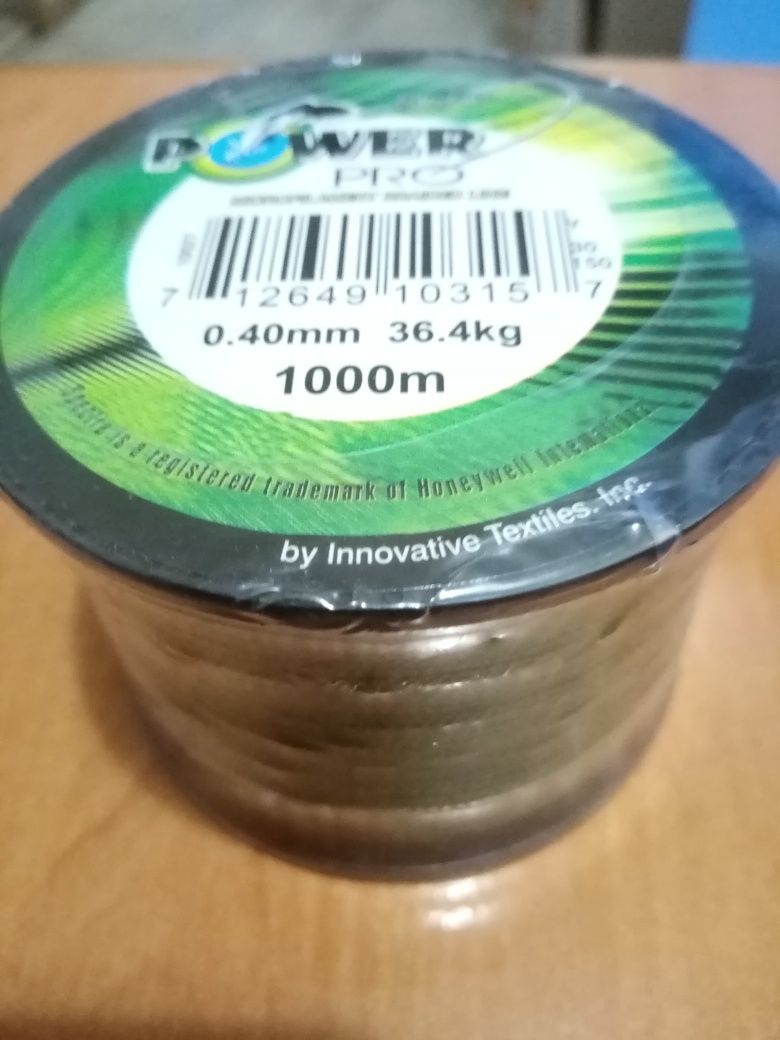 POWER
PRO
7 12649 10315 7
0.40mm 36.4kg
1000m
Spectra is a registered trademark of Honeywell International
by Innovative Textiles. Inc.